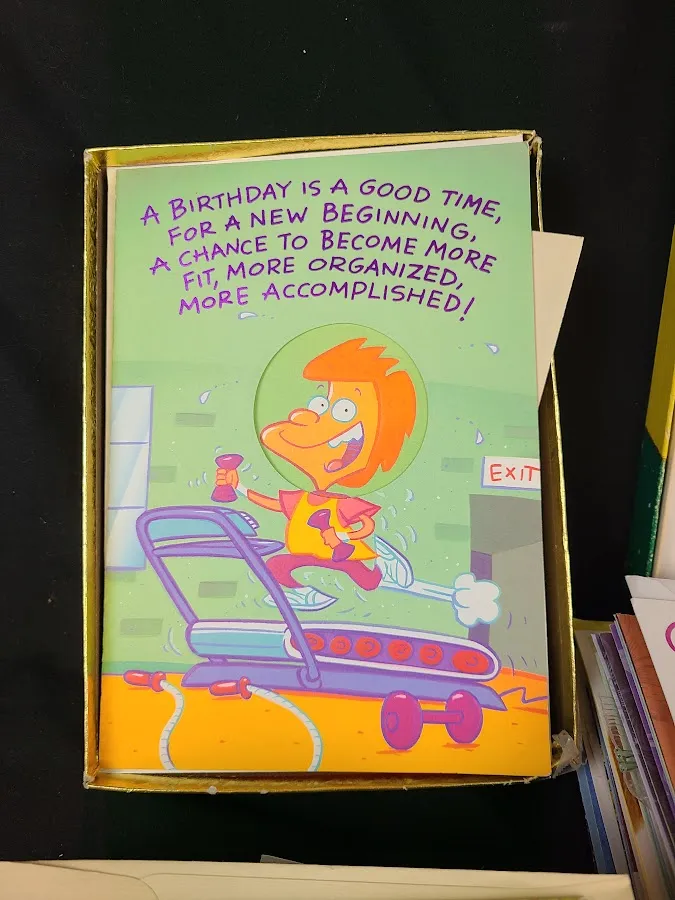 A BIRTHDAY IS A GOOD TIME,
FOR A NEW BEGINNING,
A CHANCE TO BECOME MORE
FIT, MORE ORGANIZED,
MORE ACCOMPLISHED!
EXIT